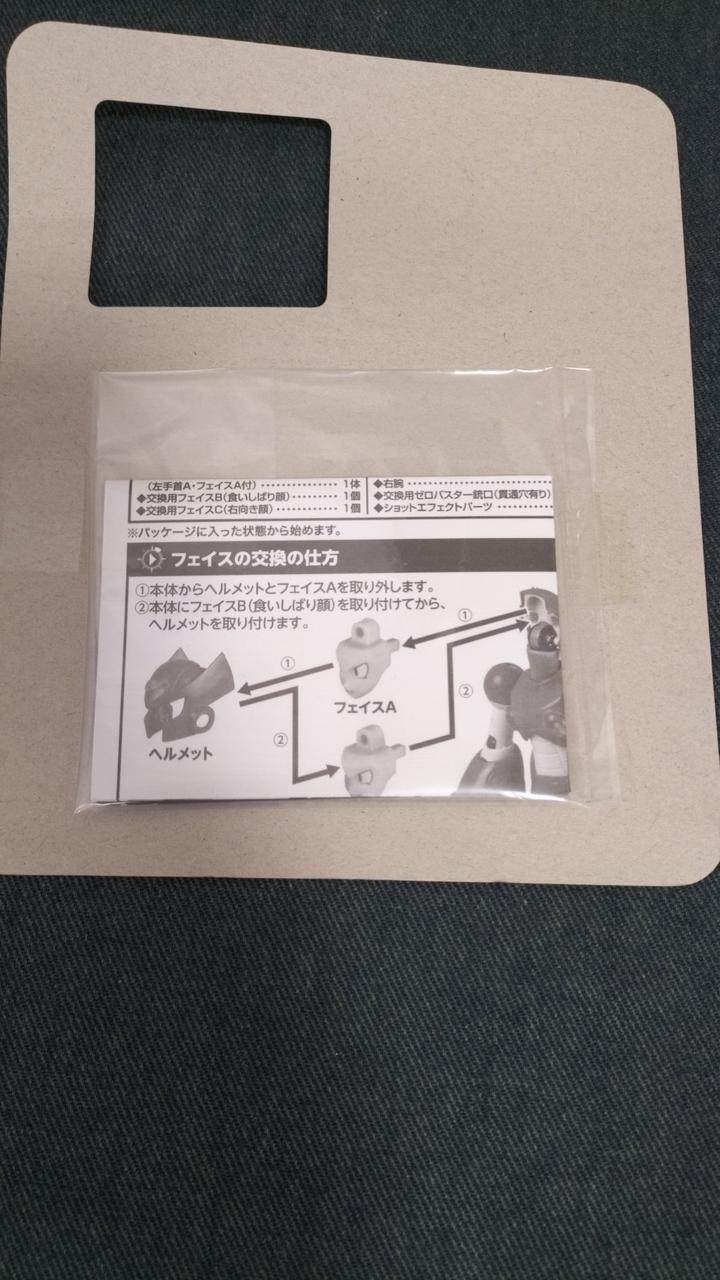 (左手首A・フェイスA付)………………1体
◆交換用フェイスB(食いしばり顔)………1個
◆交換用フェイスC(右向き顔)…………1個
◆右腕………………
◆交換用ゼロバスター銃口(貫通穴有り)
◆ショットエフェクトパーツ………
※パッケージに入った状態から始めます。
フェイスの交換の仕方
①本体からヘルメットとフェイスAを取り外します。
②本体にフェイスB(食いしばり顔)を取り付けてから、
ヘルメットを取り付けます。
①
①
フェイスA
②
②
ヘルメット